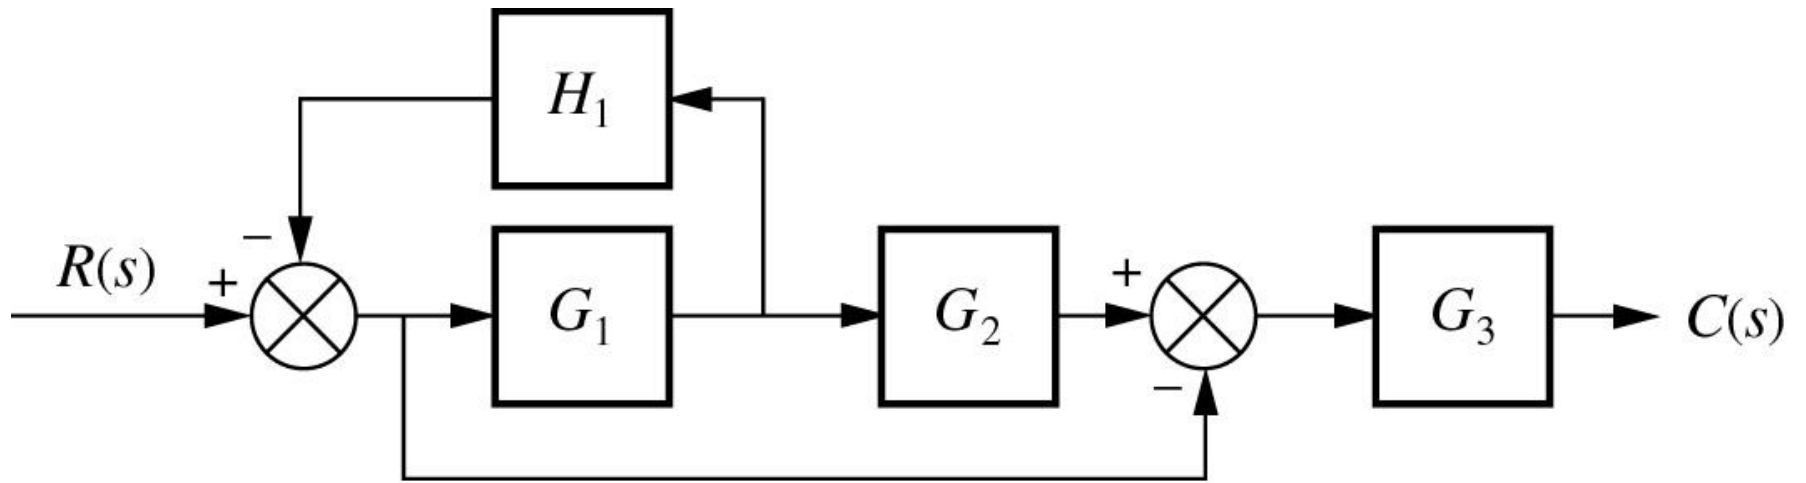 H₁
−
R(s)
+
G₁
G₂
+
−
G₃
C(s)